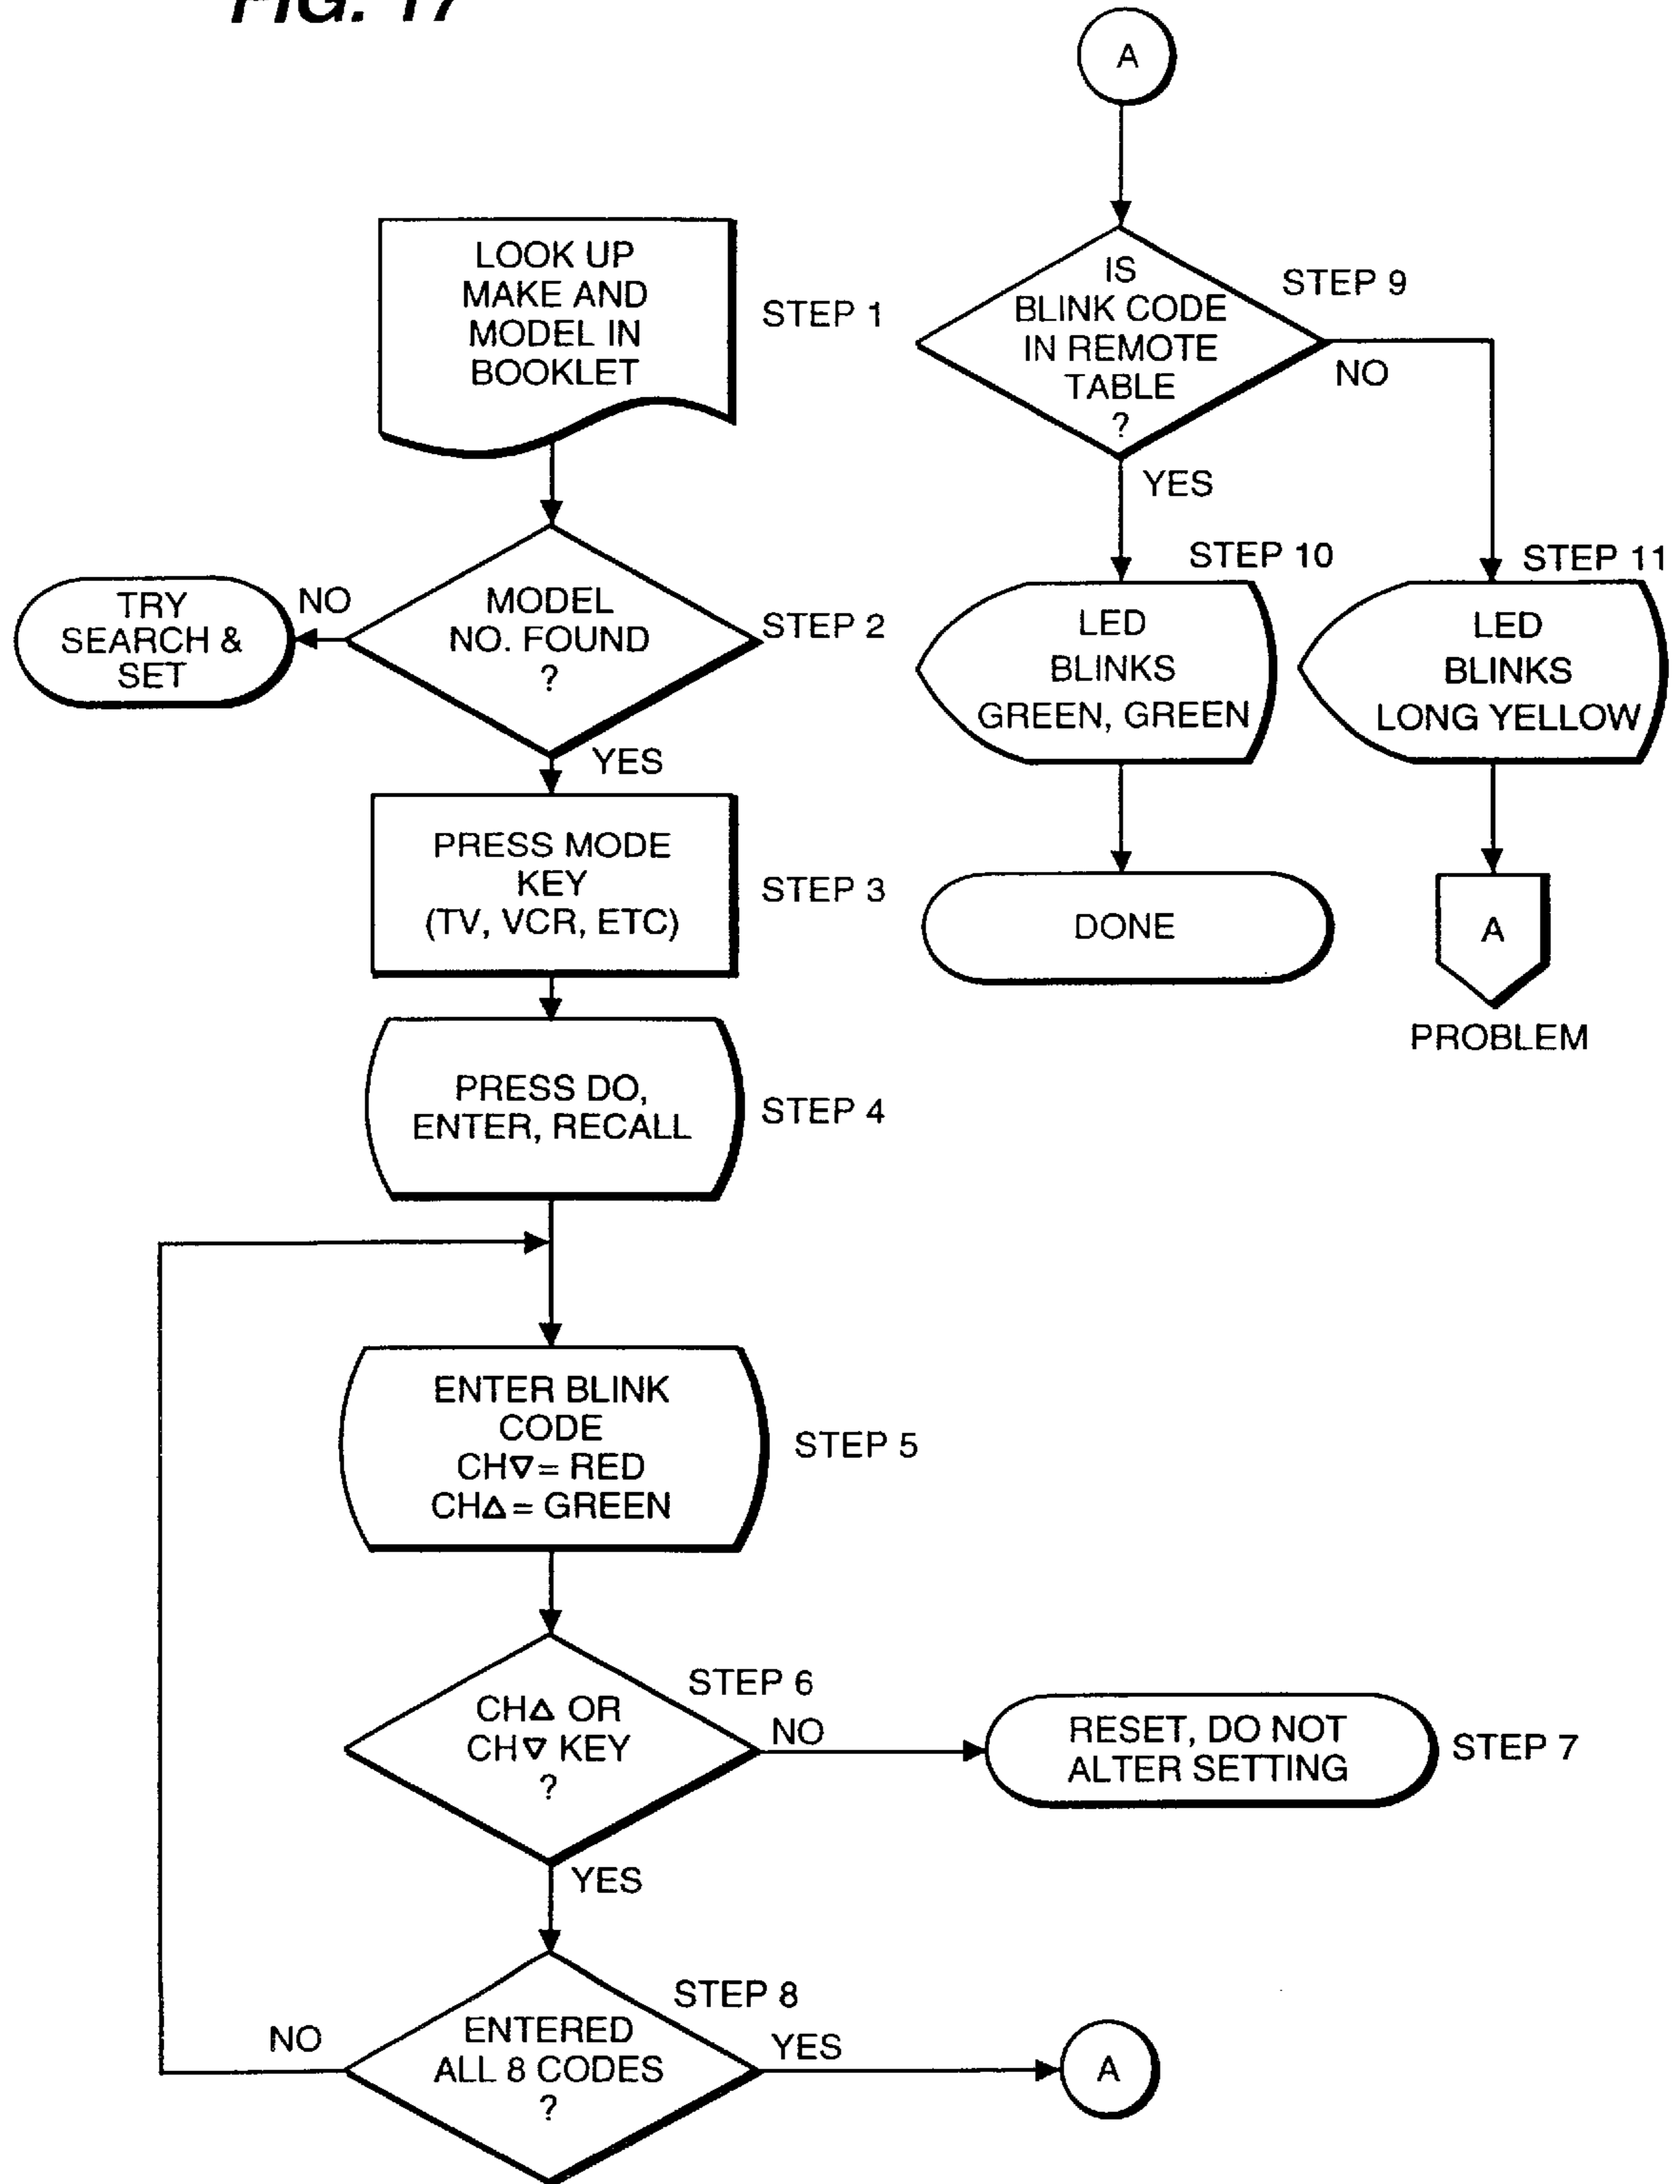 FIG. 17
LOOK UP
MAKE AND
MODEL IN
BOOKLET
STEP 1
MODEL
NO. FOUND
?
STEP 2
NO
TRY
SEARCH &
SET
YES
PRESS MODE
KEY
(TV, VCR, ETC)
STEP 3
PRESS DO,
ENTER, RECALL
STEP 4
ENTER BLINK
CODE
CH▽= RED
CH△= GREEN
STEP 5
STEP 6
CH△ OR
CH▽ KEY
?
NO
RESET, DO NOT
ALTER SETTING
STEP 7
YES
STEP 8
ENTERED
ALL 8 CODES
?
NO
YES
A
A
IS
BLINK CODE
IN REMOTE
TABLE
?
STEP 9
NO
YES
STEP 10
LED
BLINKS
GREEN, GREEN
DONE
STEP 11
LED
BLINKS
LONG YELLOW
A
PROBLEM